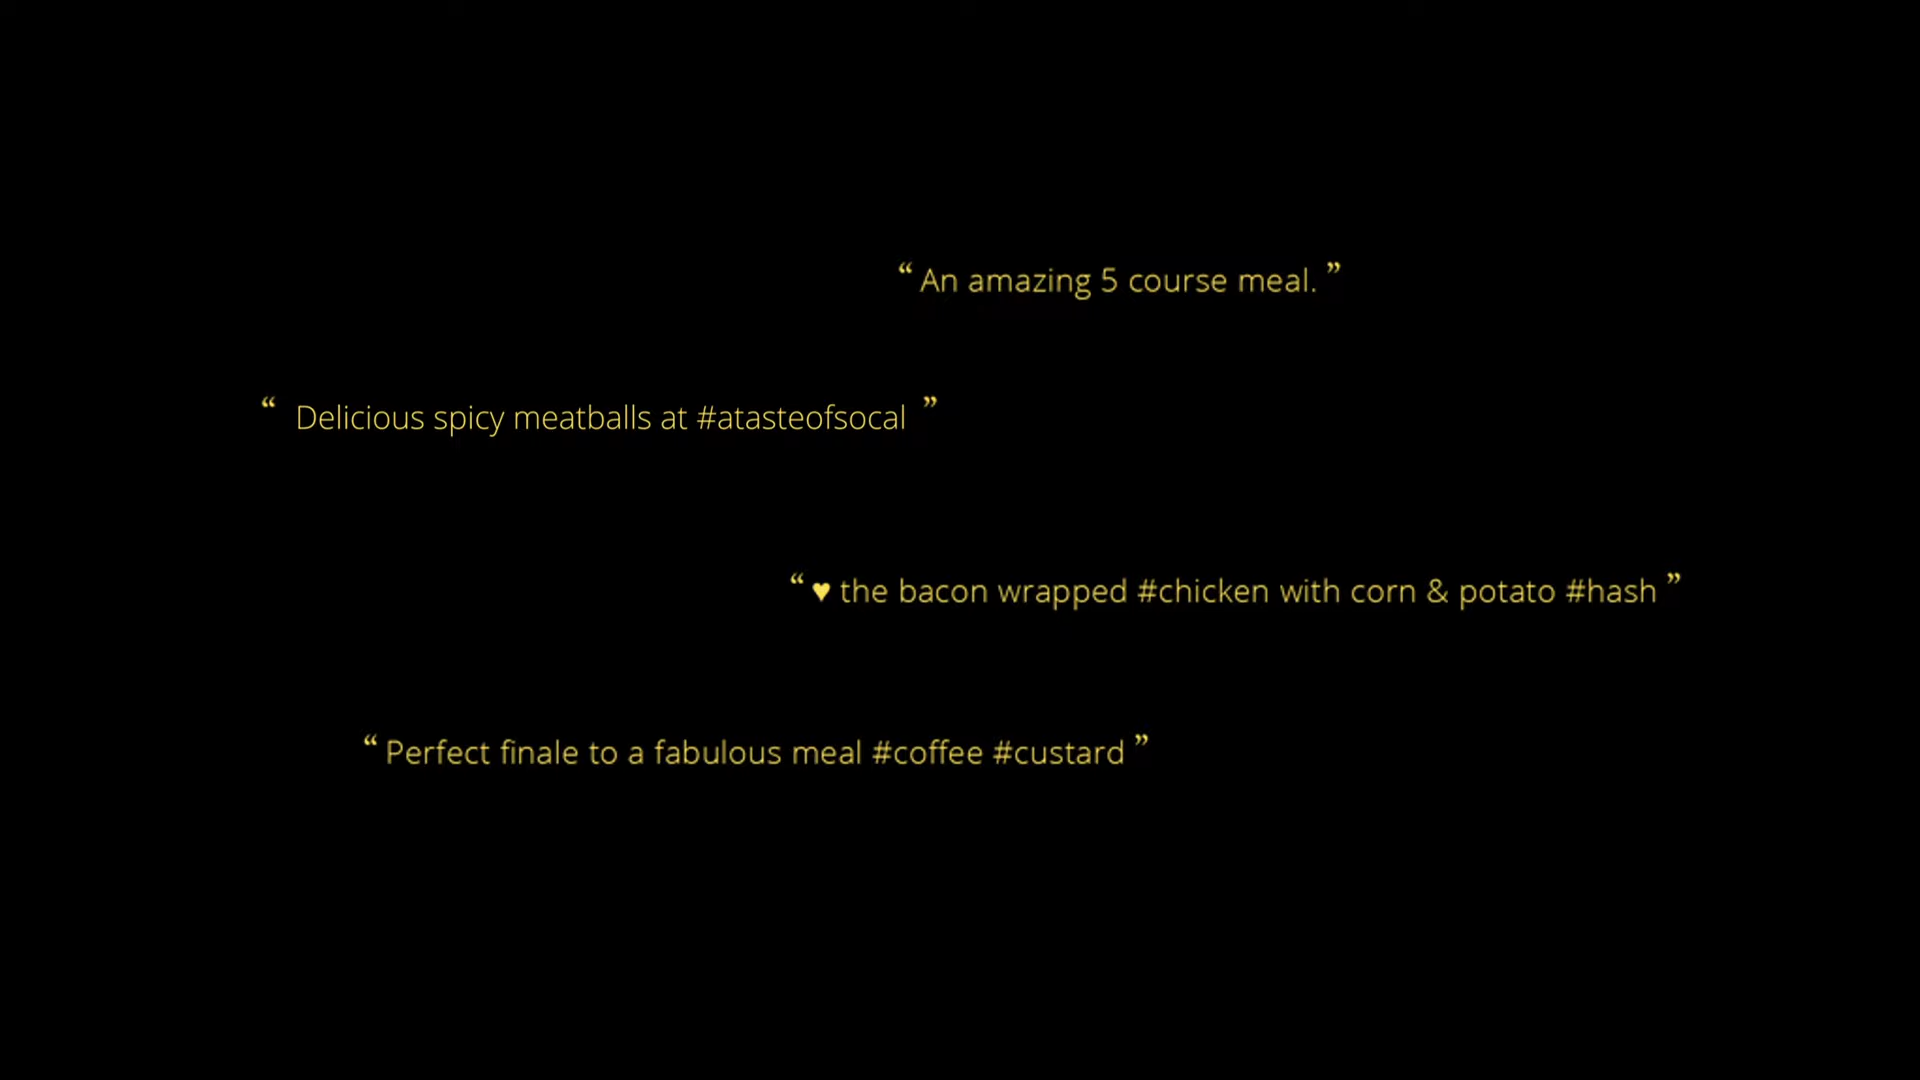 “ An amazing 5 course meal. ”
“ Delicious spicy meatballs at #atasteofsocal ”
“ ♥ the bacon wrapped #chicken with corn & potato #hash ”
“ Perfect finale to a fabulous meal #coffee #custard ”